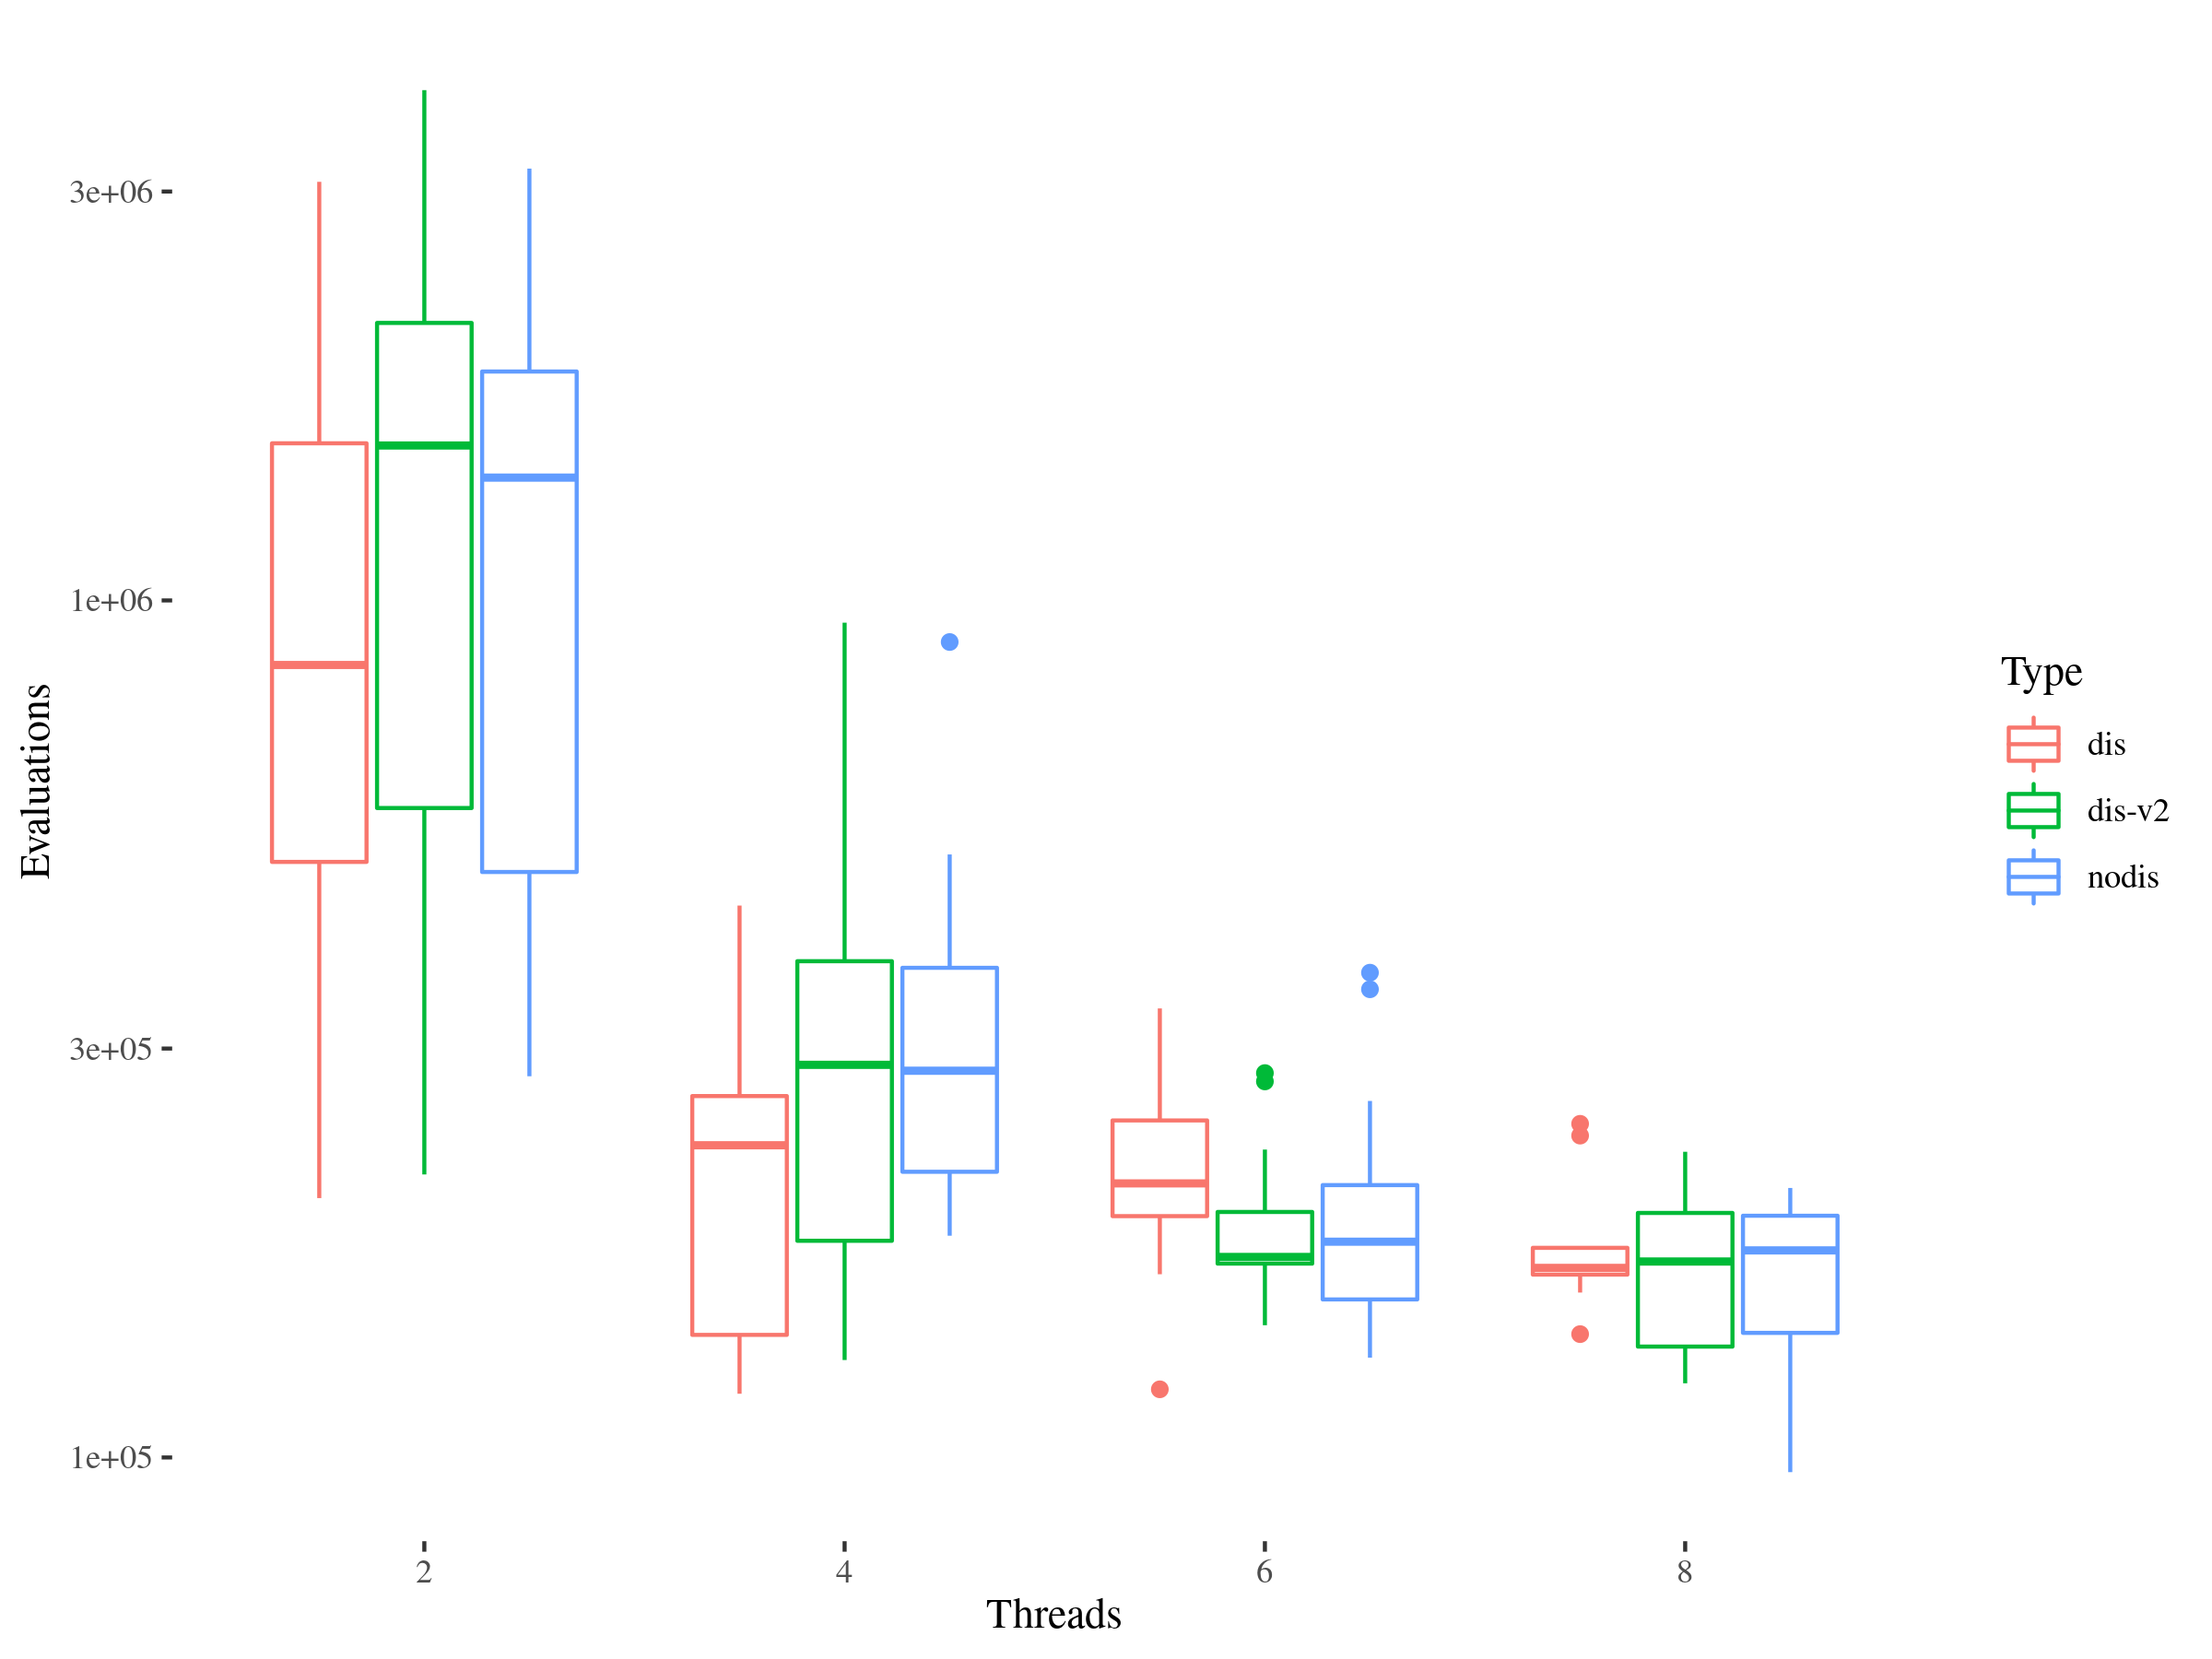 Evaluations
3e+06
1e+06
3e+05
1e+05
2
4
6
8
Threads
Type
dis
dis-v2
nodis